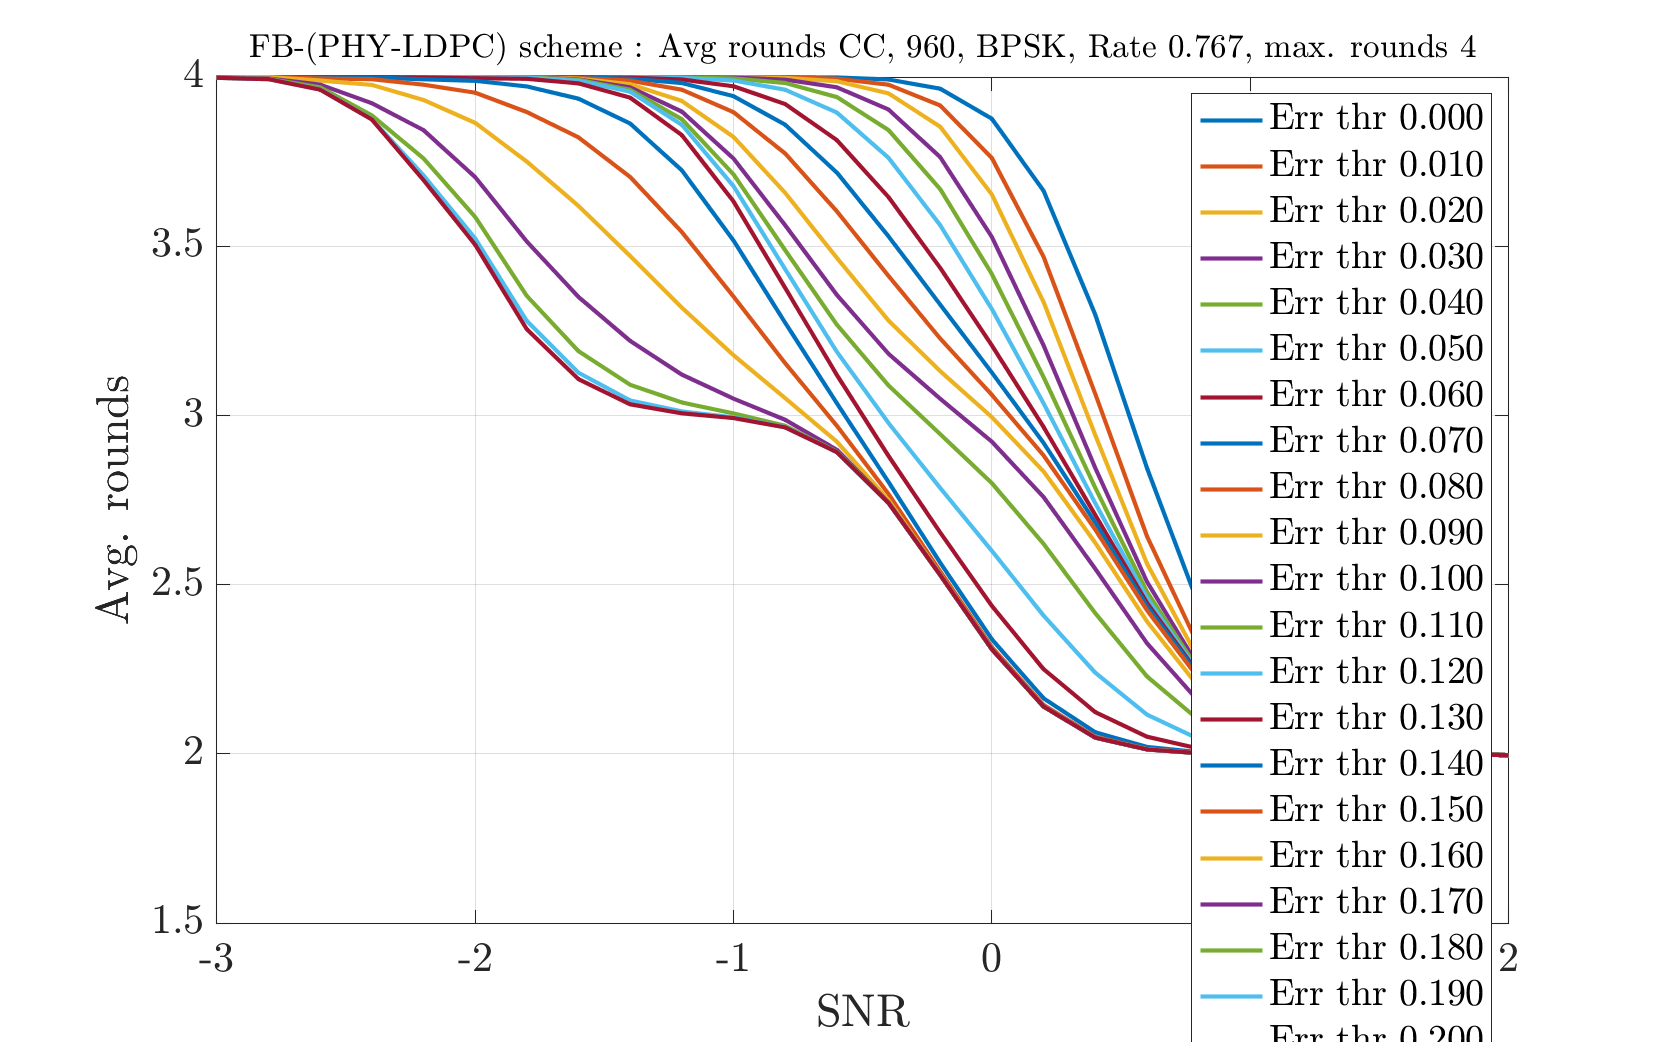 FB-(PHY-LDPC) scheme : Avg rounds CC, 960, BPSK, Rate 0.767, max. rounds 4
4
3.5
3
2.5
2
1.5
Avg. rounds
-3
-2
-1
0
2
SNR
Err thr 0.000
Err thr 0.010
Err thr 0.020
Err thr 0.030
Err thr 0.040
Err thr 0.050
Err thr 0.060
Err thr 0.070
Err thr 0.080
Err thr 0.090
Err thr 0.100
Err thr 0.110
Err thr 0.120
Err thr 0.130
Err thr 0.140
Err thr 0.150
Err thr 0.160
Err thr 0.170
Err thr 0.180
Err thr 0.190
Err thr 0.200